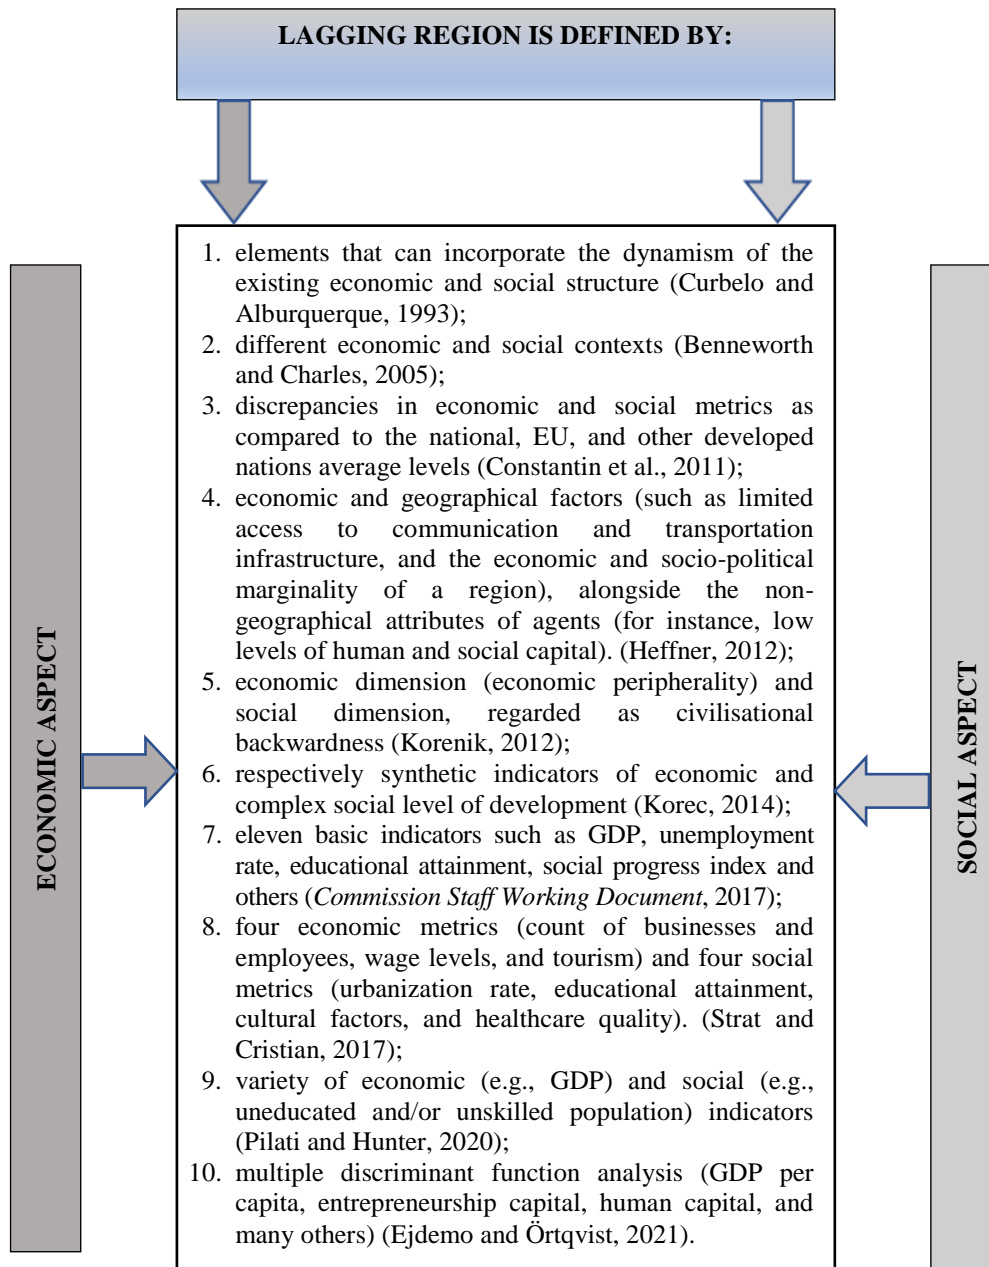 LAGGING REGION IS DEFINED BY:
ECONOMIC ASPECT
1. elements that can incorporate the dynamism of the
existing economic and social structure (Curbelo and
Alburquerque, 1993);
2. different economic and social contexts (Benneworth
and Charles, 2005);
3. discrepancies in economic and social metrics as
compared to the national, EU, and other developed
nations average levels (Constantin et al., 2011);
4. economic and geographical factors (such as limited
access to communication and transportation
infrastructure, and the economic and socio-political
marginality of a region), alongside the non-
geographical attributes of agents (for instance, low
levels of human and social capital). (Heffner, 2012);
5. economic dimension (economic peripherality) and
social dimension, regarded as civilisational
backwardness (Korenik, 2012);
6. respectively synthetic indicators of economic and
complex social level of development (Korec, 2014);
7. eleven basic indicators such as GDP, unemployment
rate, educational attainment, social progress index and
others (Commission Staff Working Document, 2017);
8. four economic metrics (count of businesses and
employees, wage levels, and tourism) and four social
metrics (urbanization rate, educational attainment,
cultural factors, and healthcare quality). (Strat and
Cristian, 2017);
9. variety of economic (e.g., GDP) and social (e.g.,
uneducated and/or unskilled population) indicators
(Pilati and Hunter, 2020);
10. multiple discriminant function analysis (GDP per
capita, entrepreneurship capital, human capital, and
many others) (Ejdemo and Örtqvist, 2021).
SOCIAL ASPECT